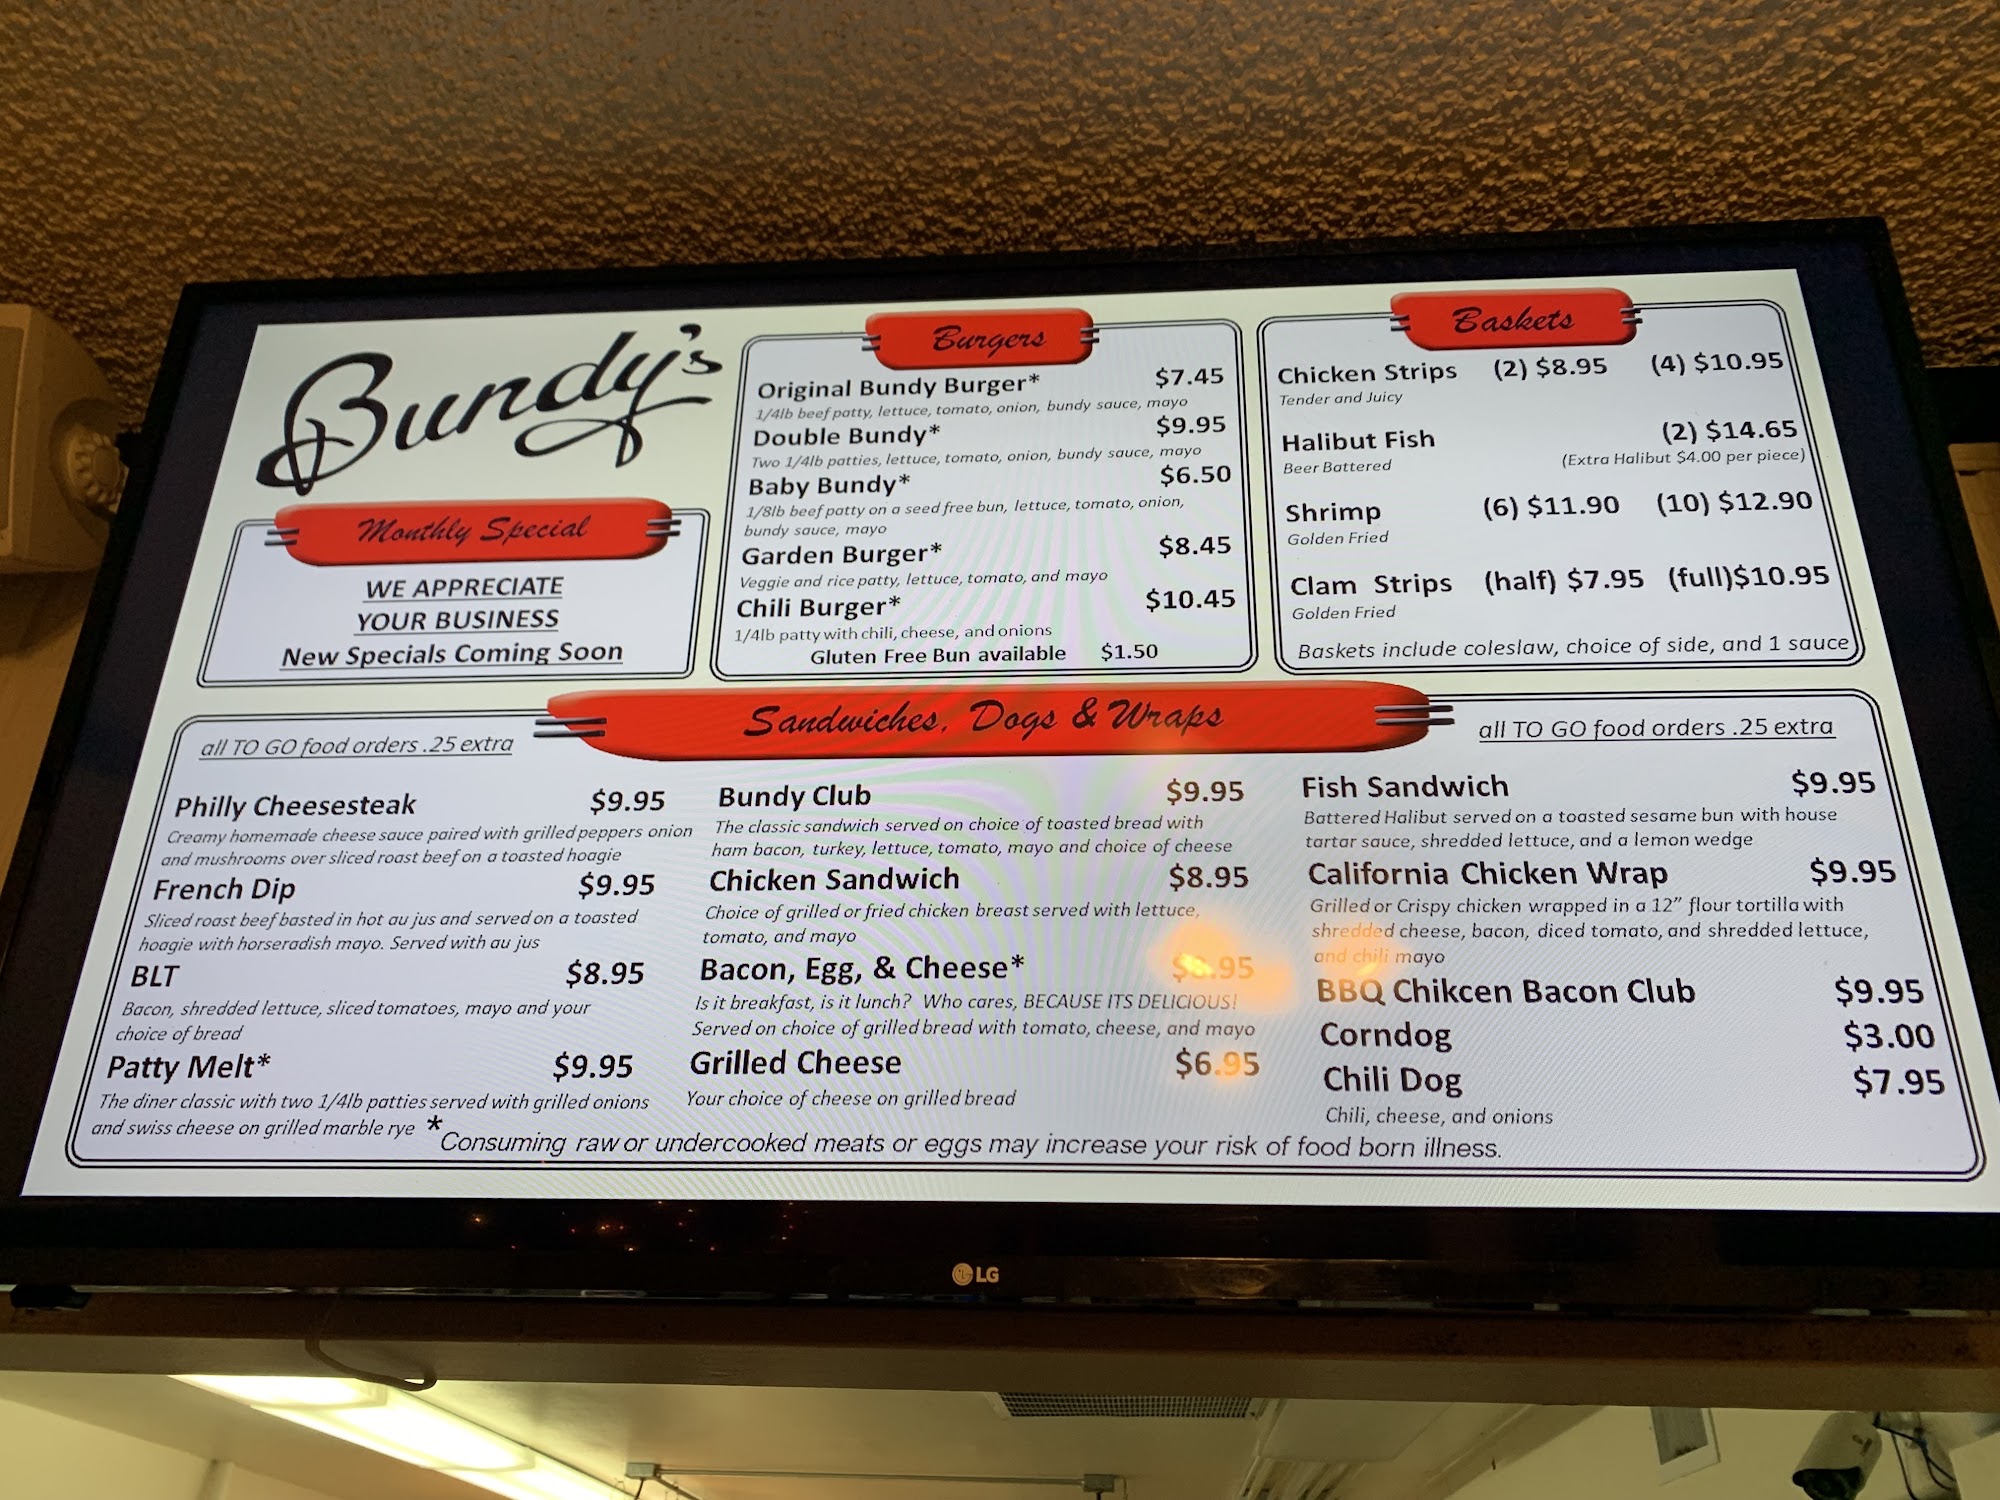 Bundy's
Monthly Special
WE APPRECIATE
YOUR BUSINESS
New Specials Coming Soon
Burgers
Original Bundy Burger* $7.45
1/4lb beef patty, lettuce, tomato, onion, bundy sauce, mayo
Double Bundy* $9.95
Two 1/4lb patties, lettuce, tomato, onion, bundy sauce, mayo
Baby Bundy* $6.50
1/8lb beef patty on a seed free bun, lettuce, tomato, onion,
bundy sauce, mayo
Garden Burger* $8.45
Veggie and rice patty, lettuce, tomato, and mayo
Chili Burger* $10.45
1/4lb patty with chili, cheese, and onions
Gluten Free Bun available $1.50
Baskets
Chicken Strips (2) $8.95 (4) $10.95
Tender and Juicy
Halibut Fish (2) $14.65
Beer Battered (Extra Halibut $4.00 per piece)
Shrimp (6) $11.90 (10) $12.90
Golden Fried
Clam Strips (half) $7.95 (full)$10.95
Golden Fried
Baskets include coleslaw, choice of side, and 1 sauce
Sandwiches, Dogs & Wraps
all TO GO food orders .25 extra
all TO GO food orders .25 extra
Philly Cheesesteak $9.95
Creamy homemade cheese sauce paired with grilled peppers onion
and mushrooms over sliced roast beef on a toasted hoagie
French Dip $9.95
Sliced roast beef basted in hot au jus and served on a toasted
hoagie with horseradish mayo. Served with au jus
BLT $8.95
Bacon, shredded lettuce, sliced tomatoes, mayo and your
choice of bread
Patty Melt* $9.95
The diner classic with two 1/4lb patties served with grilled onions
and swiss cheese on grilled marble rye
Bundy Club $9.95
The classic sandwich served on choice of toasted bread with
ham bacon, turkey, lettuce, tomato, mayo and choice of cheese
Chicken Sandwich $8.95
Choice of grilled or fried chicken breast served with lettuce,
tomato, and mayo
Bacon, Egg, & Cheese*
Is it breakfast, is it lunch? Who cares, BECAUSE ITS DELICIOUS!
Served on choice of grilled bread with tomato, cheese, and mayo
Grilled Cheese $6.95
Your choice of cheese on grilled bread
Fish Sandwich $9.95
Battered Halibut served on a toasted sesame bun with house
tartar sauce, shredded lettuce, and a lemon wedge
California Chicken Wrap $9.95
Grilled or Crispy chicken wrapped in a 12” flour tortilla with
shredded cheese, bacon, diced tomato, and shredded lettuce,
and chili mayo
BBQ Chikcen Bacon Club $9.95
Corndog $3.00
Chili Dog $7.95
Chili, cheese, and onions
*Consuming raw or undercooked meats or eggs may increase your risk of food born illness.
LG